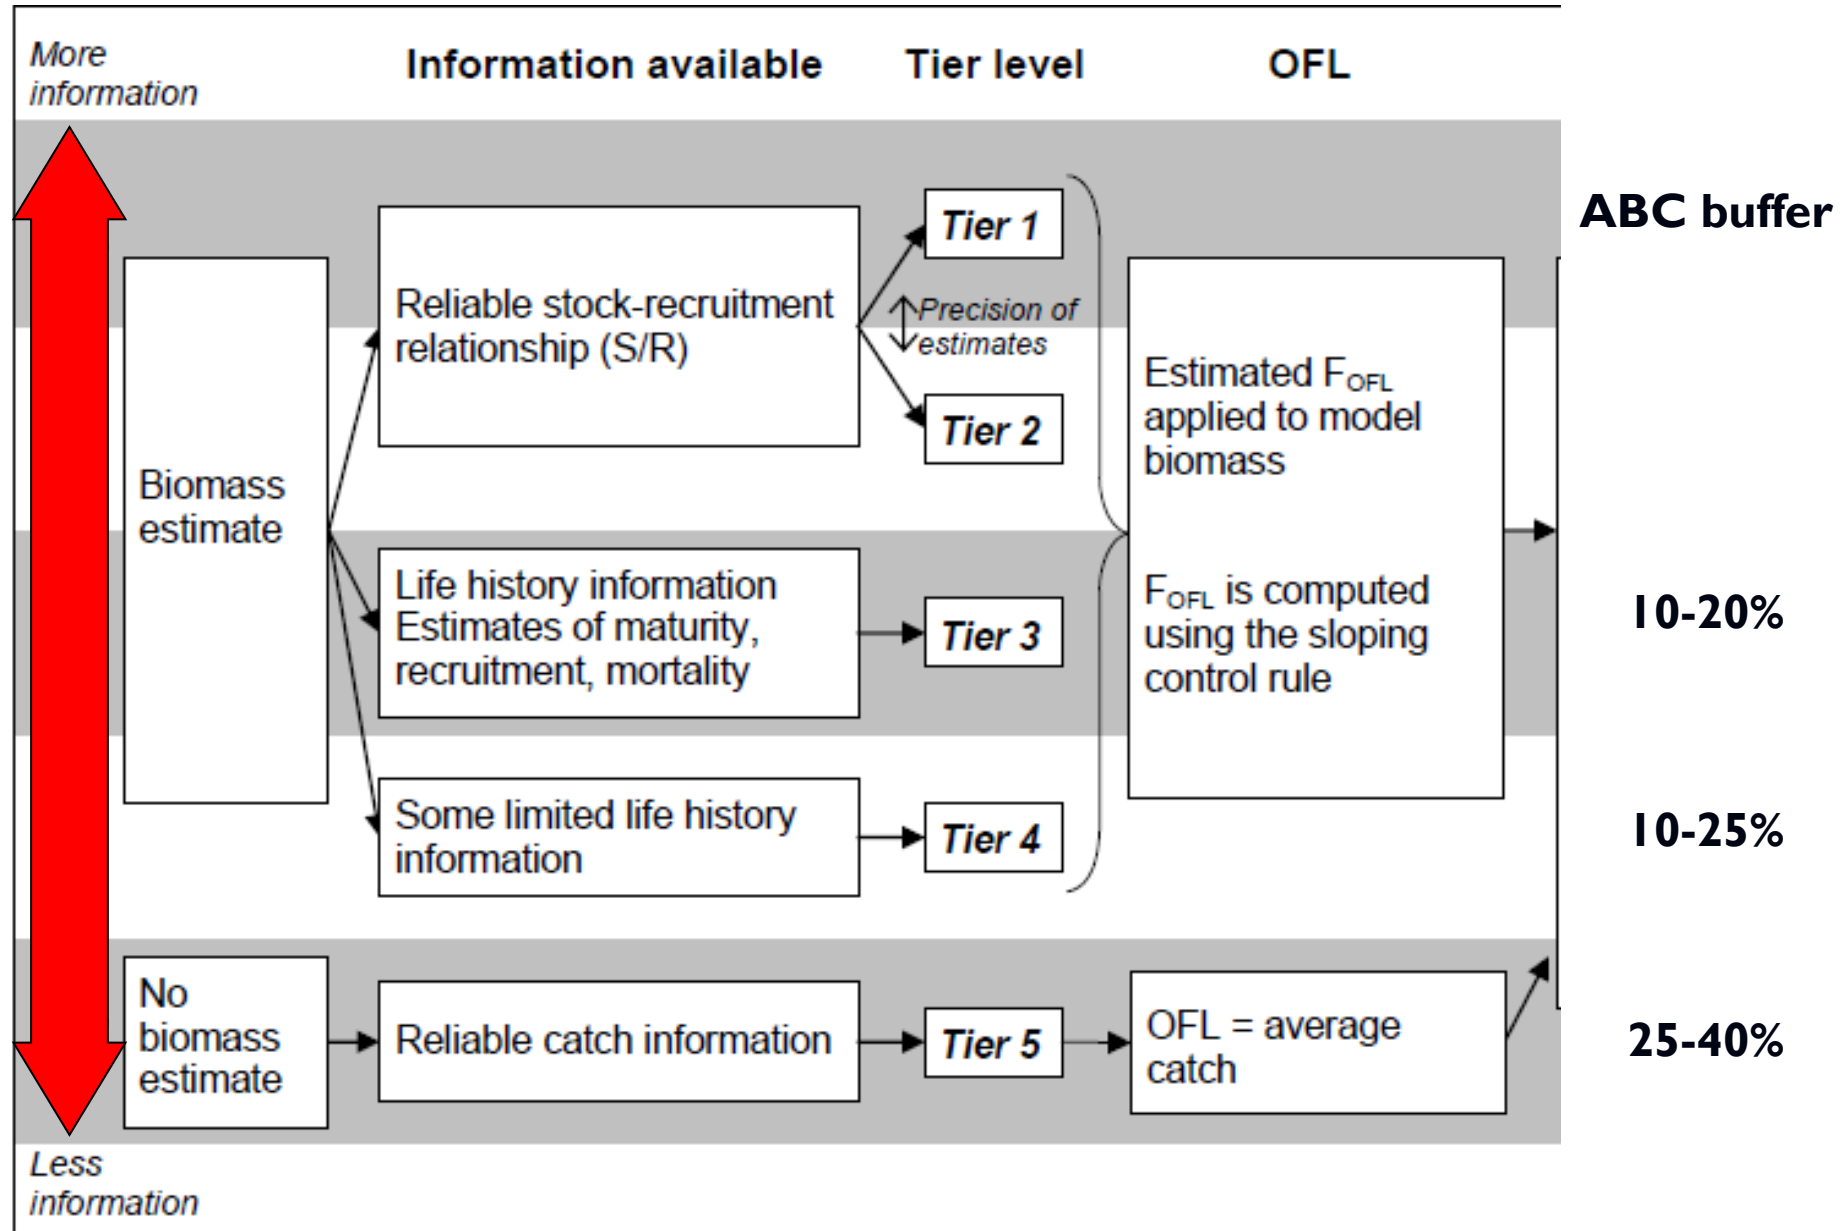 More
information
Information available
Tier level
OFL
ABC buffer
Biomass
estimate
Reliable stock-recruitment
relationship (S/R)
Tier 1
Precision of
estimates
Tier 2
Estimated FOFL
applied to model
biomass
FOFL is computed
using the sloping
control rule
Life history information
Estimates of maturity,
recruitment, mortality
Tier 3
10-20%
Some limited life history
information
Tier 4
10-25%
No
biomass
estimate
Reliable catch information
Tier 5
OFL = average
catch
25-40%
Less
information